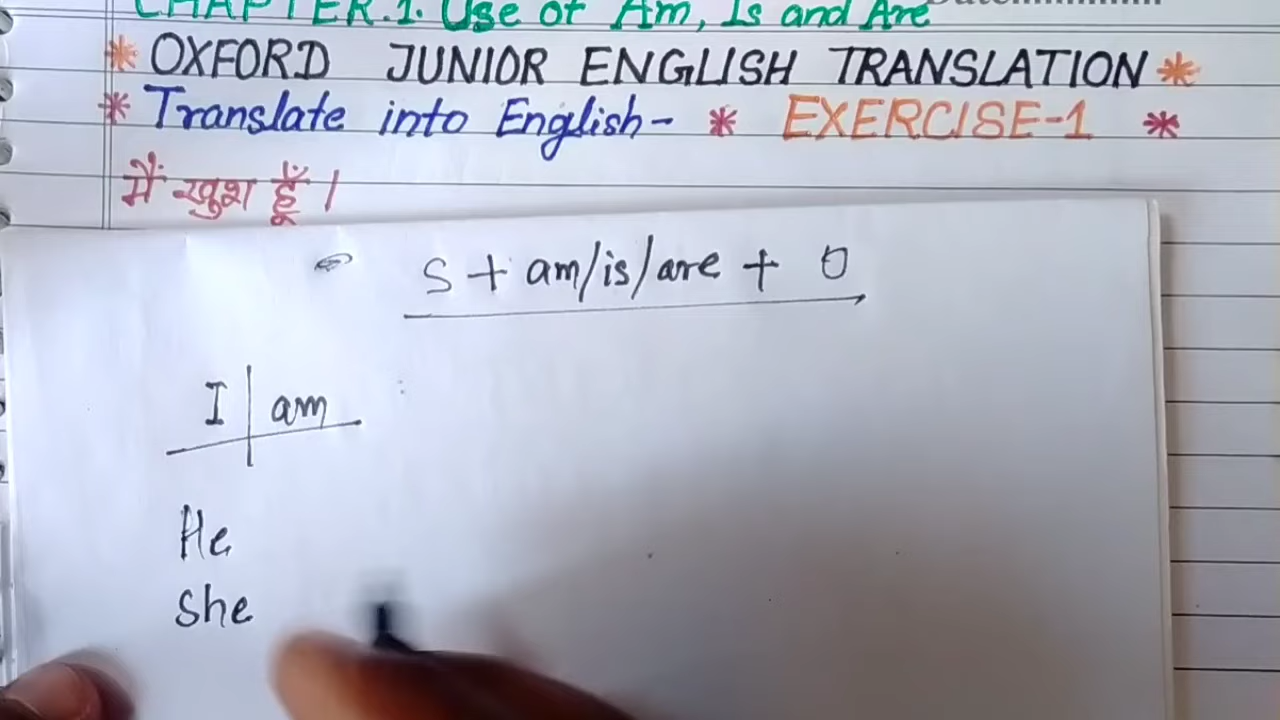 CHAPTER.1. Use of Am, Is and Are
* OXFORD JUNIOR ENGLISH TRANSLATION *
* Translate into English- * EXERCISE-1 *
मैं खुश हूँ।
S + am/is/are + O
I | am
He
She